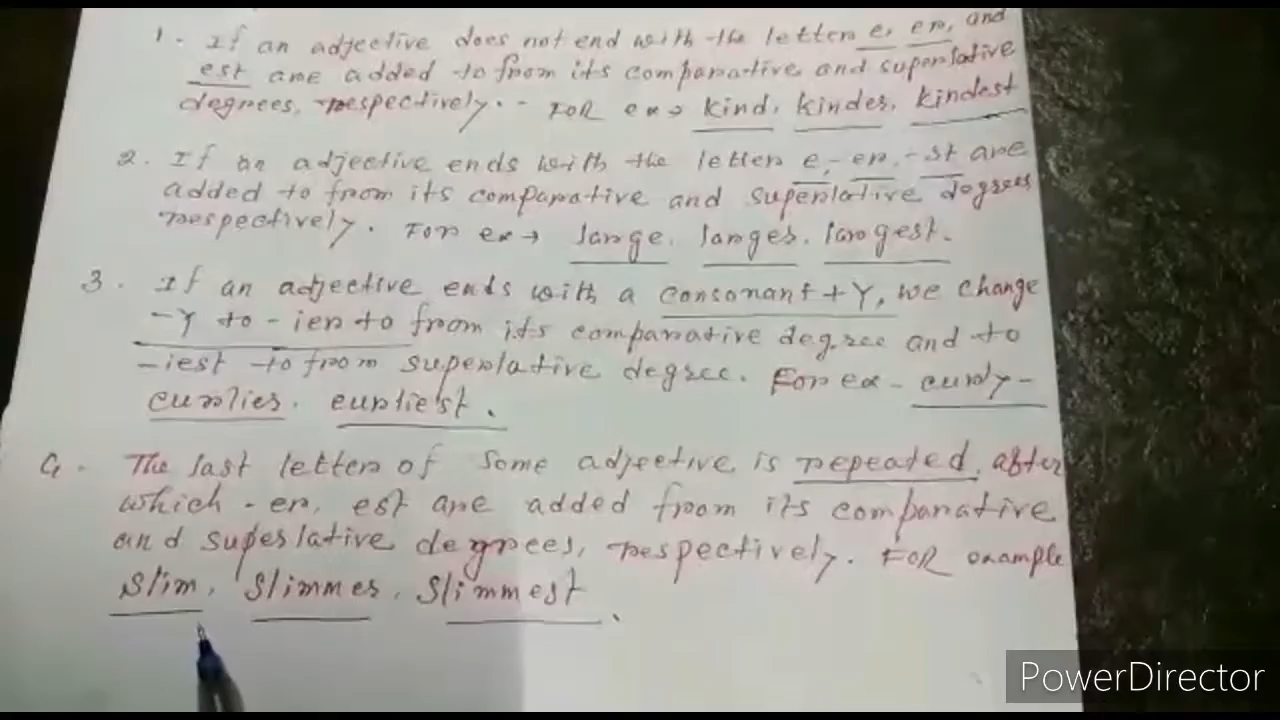 1. If an adjective does not end with the letter e, er, and
est are added to from its comparative and superlative
degrees, respectively. - FOR ex→ kind, kinder, kindest
2. If an adjective ends with the letter e, -er, -st are
added to from its comparative and superlative degrees
respectively. For ex→ large, larger, largest.
3. If an adjective ends with a consonant + Y, we change
-Y to -ier to from its comparative degree and to
-iest to from superlative degree. For ex - curly -
curlier, curliest.
4. The last letter of some adjective is repeated, after
which -er, est are added from its comparative
and superlative degrees, respectively. FOR example
Slim, Slimmer, Slimmest.
PowerDirector